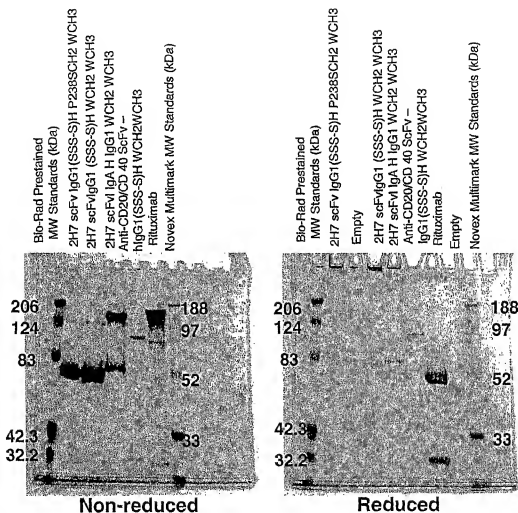 Bio-Rad Prestained
MW Standards (kDa)
2H7 scFv IgG1(SSS-S)H P238SCH2 WCH3
2H7 scFvIgG1 (SSS-S)H WCH2 WCH3
2H7 scFvI IgA H IgG1 WCH2 WCH3
Anti-CD20/CD 40 ScFv –
hIgG1(SSS-S)H WCH2WCH3
Rituximab
Novex Multimark MW Standards (kDa)
206
124
83
42.3
32.2
188
97
52
33
Non-reduced
Bio-Rad Prestained
MW Standards (kDa)
2H7 scFv IgG1(SSS-S)H P238SCH2 WCH3
Empty
2H7 scFvIgG1 (SSS-S)H WCH2 WCH3
2H7 scFvI IgA H IgG1 WCH2 WCH3
Anti-CD20/CD 40 ScFv –
IgG1(SSS-S)H WCH2WCH3
Rituximab
Empty
Novex Multimark MW Standards (kDa)
206
124
83
42.3
32.2
188
97
52
33
Reduced